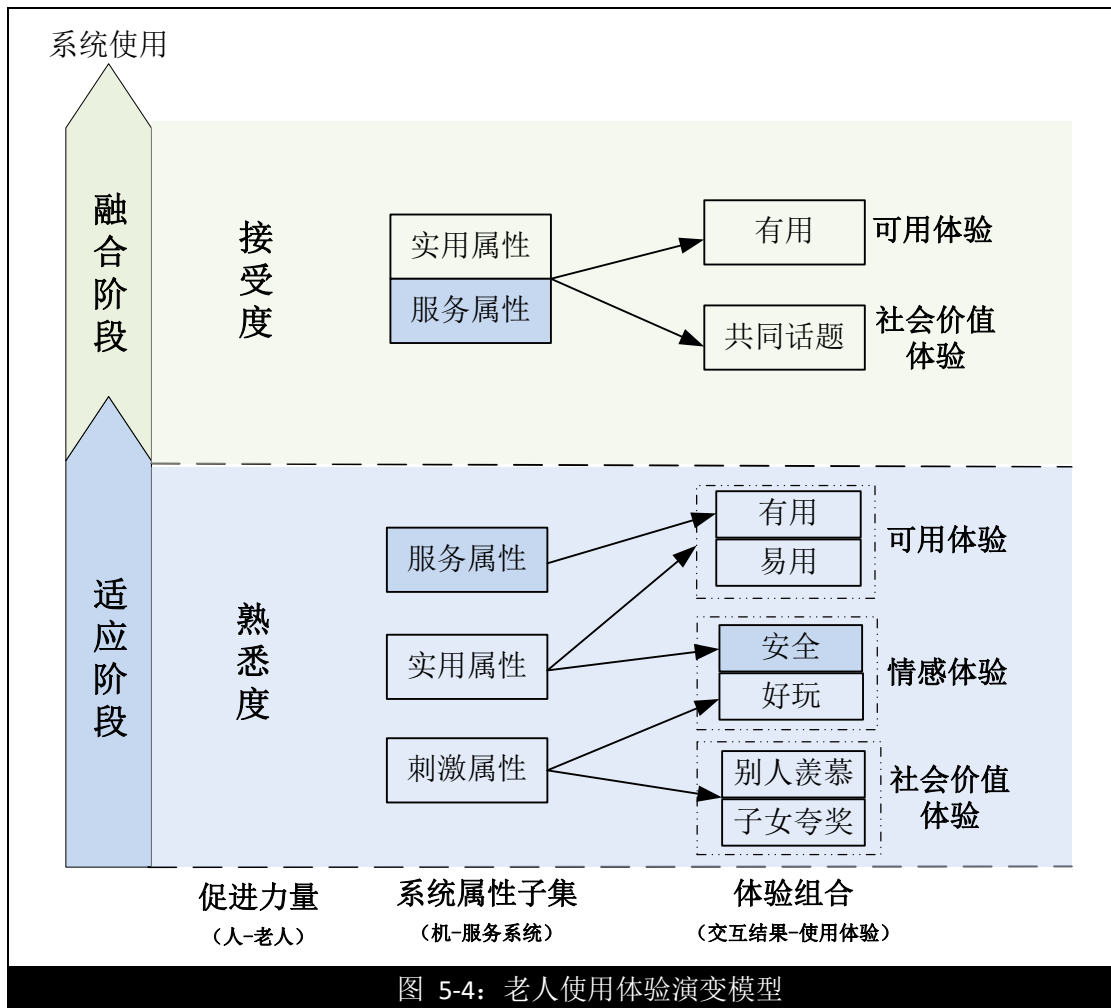 系统使用
融合阶段
接受度
实用属性
服务属性
有用
可用体验
共同话题
社会价值
体验
适应阶段
熟悉度
服务属性
实用属性
刺激属性
有用
易用
可用体验
安全
好玩
情感体验
别人羡慕
子女夸奖
社会价值
体验
促进力量
（人-老人）
系统属性子集
（机-服务系统）
体验组合
（交互结果-使用体验）
图 5-4：老人使用体验演变模型